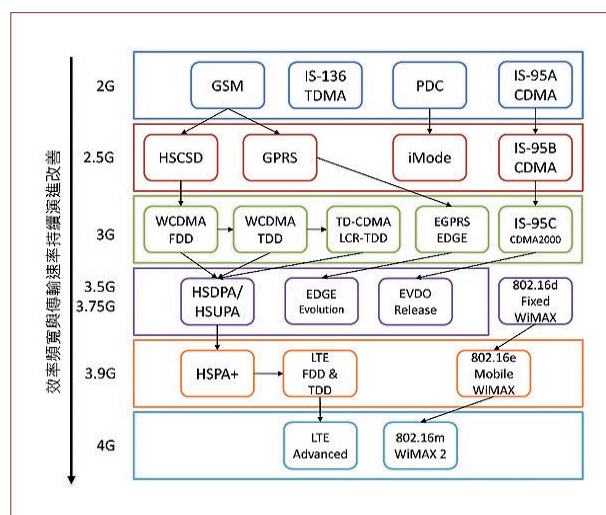 效率頻寬與傳輸速率持續演進改善
2G
GSM
IS-136
TDMA
PDC
IS-95A
CDMA
2.5G
HSCSD
GPRS
iMode
IS-95B
CDMA
3G
WCDMA
FDD
WCDMA
TDD
TD-CDMA
LCR-TDD
EGPRS
EDGE
IS-95C
CDMA2000
3.5G
3.75G
HSDPA/
HSUPA
EDGE
Evolution
EVDO
Release
802.16d
Fixed
WiMAX
3.9G
HSPA+
LTE
FDD &
TDD
802.16e
Mobile
WiMAX
4G
LTE
Advanced
802.16m
WiMAX 2